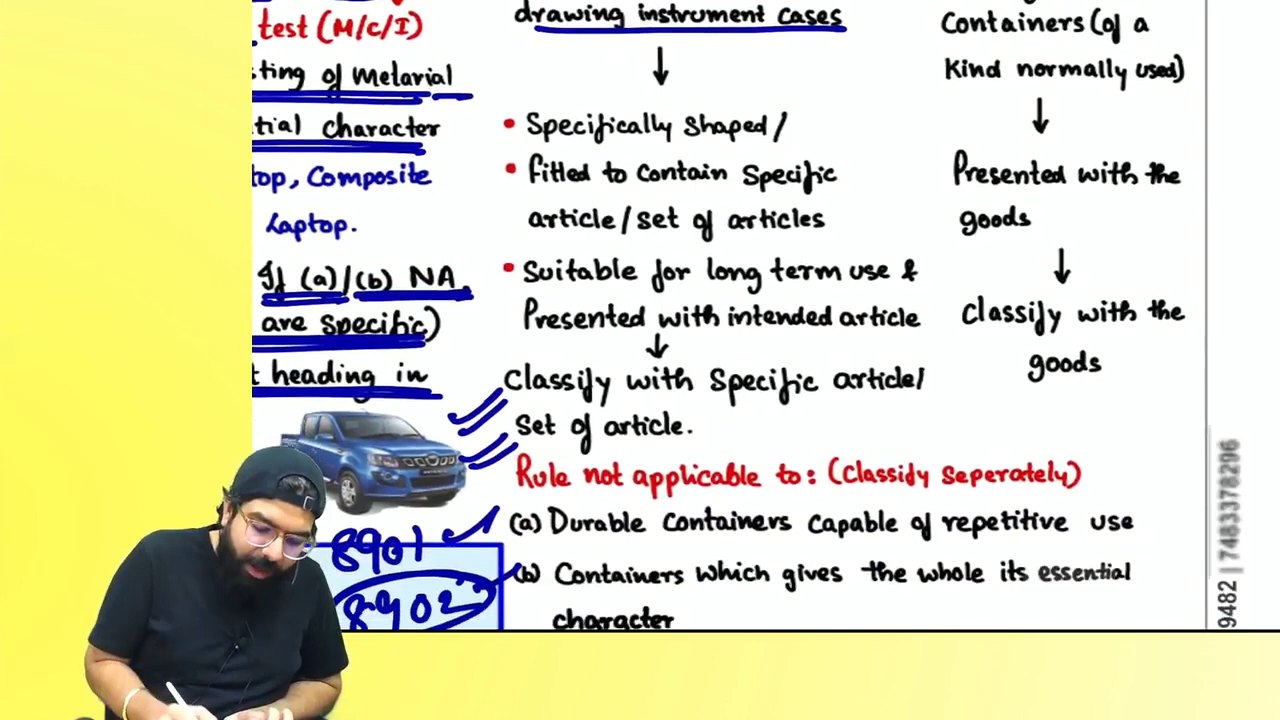 test (M/C/I)
sting of Material
tial character
top, Composite
Laptop.
If (a)/(b) NA.
are specific)
t heading in
8901
8902
drawing instrument cases
• Specifically Shaped/
• fitted to Contain Specific
article/set of articles
• Suitable for long term use &
Presented with intended article
Classify with Specific article/
Set of article.
Rule not applicable to: (Classify Seperately)
(a) Durable Containers Capable of repetitive use
(b) Containers which gives the whole its essential
character
Containers (of a
Kind normally used)
Presented with the
goods
Classify with the
goods
9482 | 7483378296